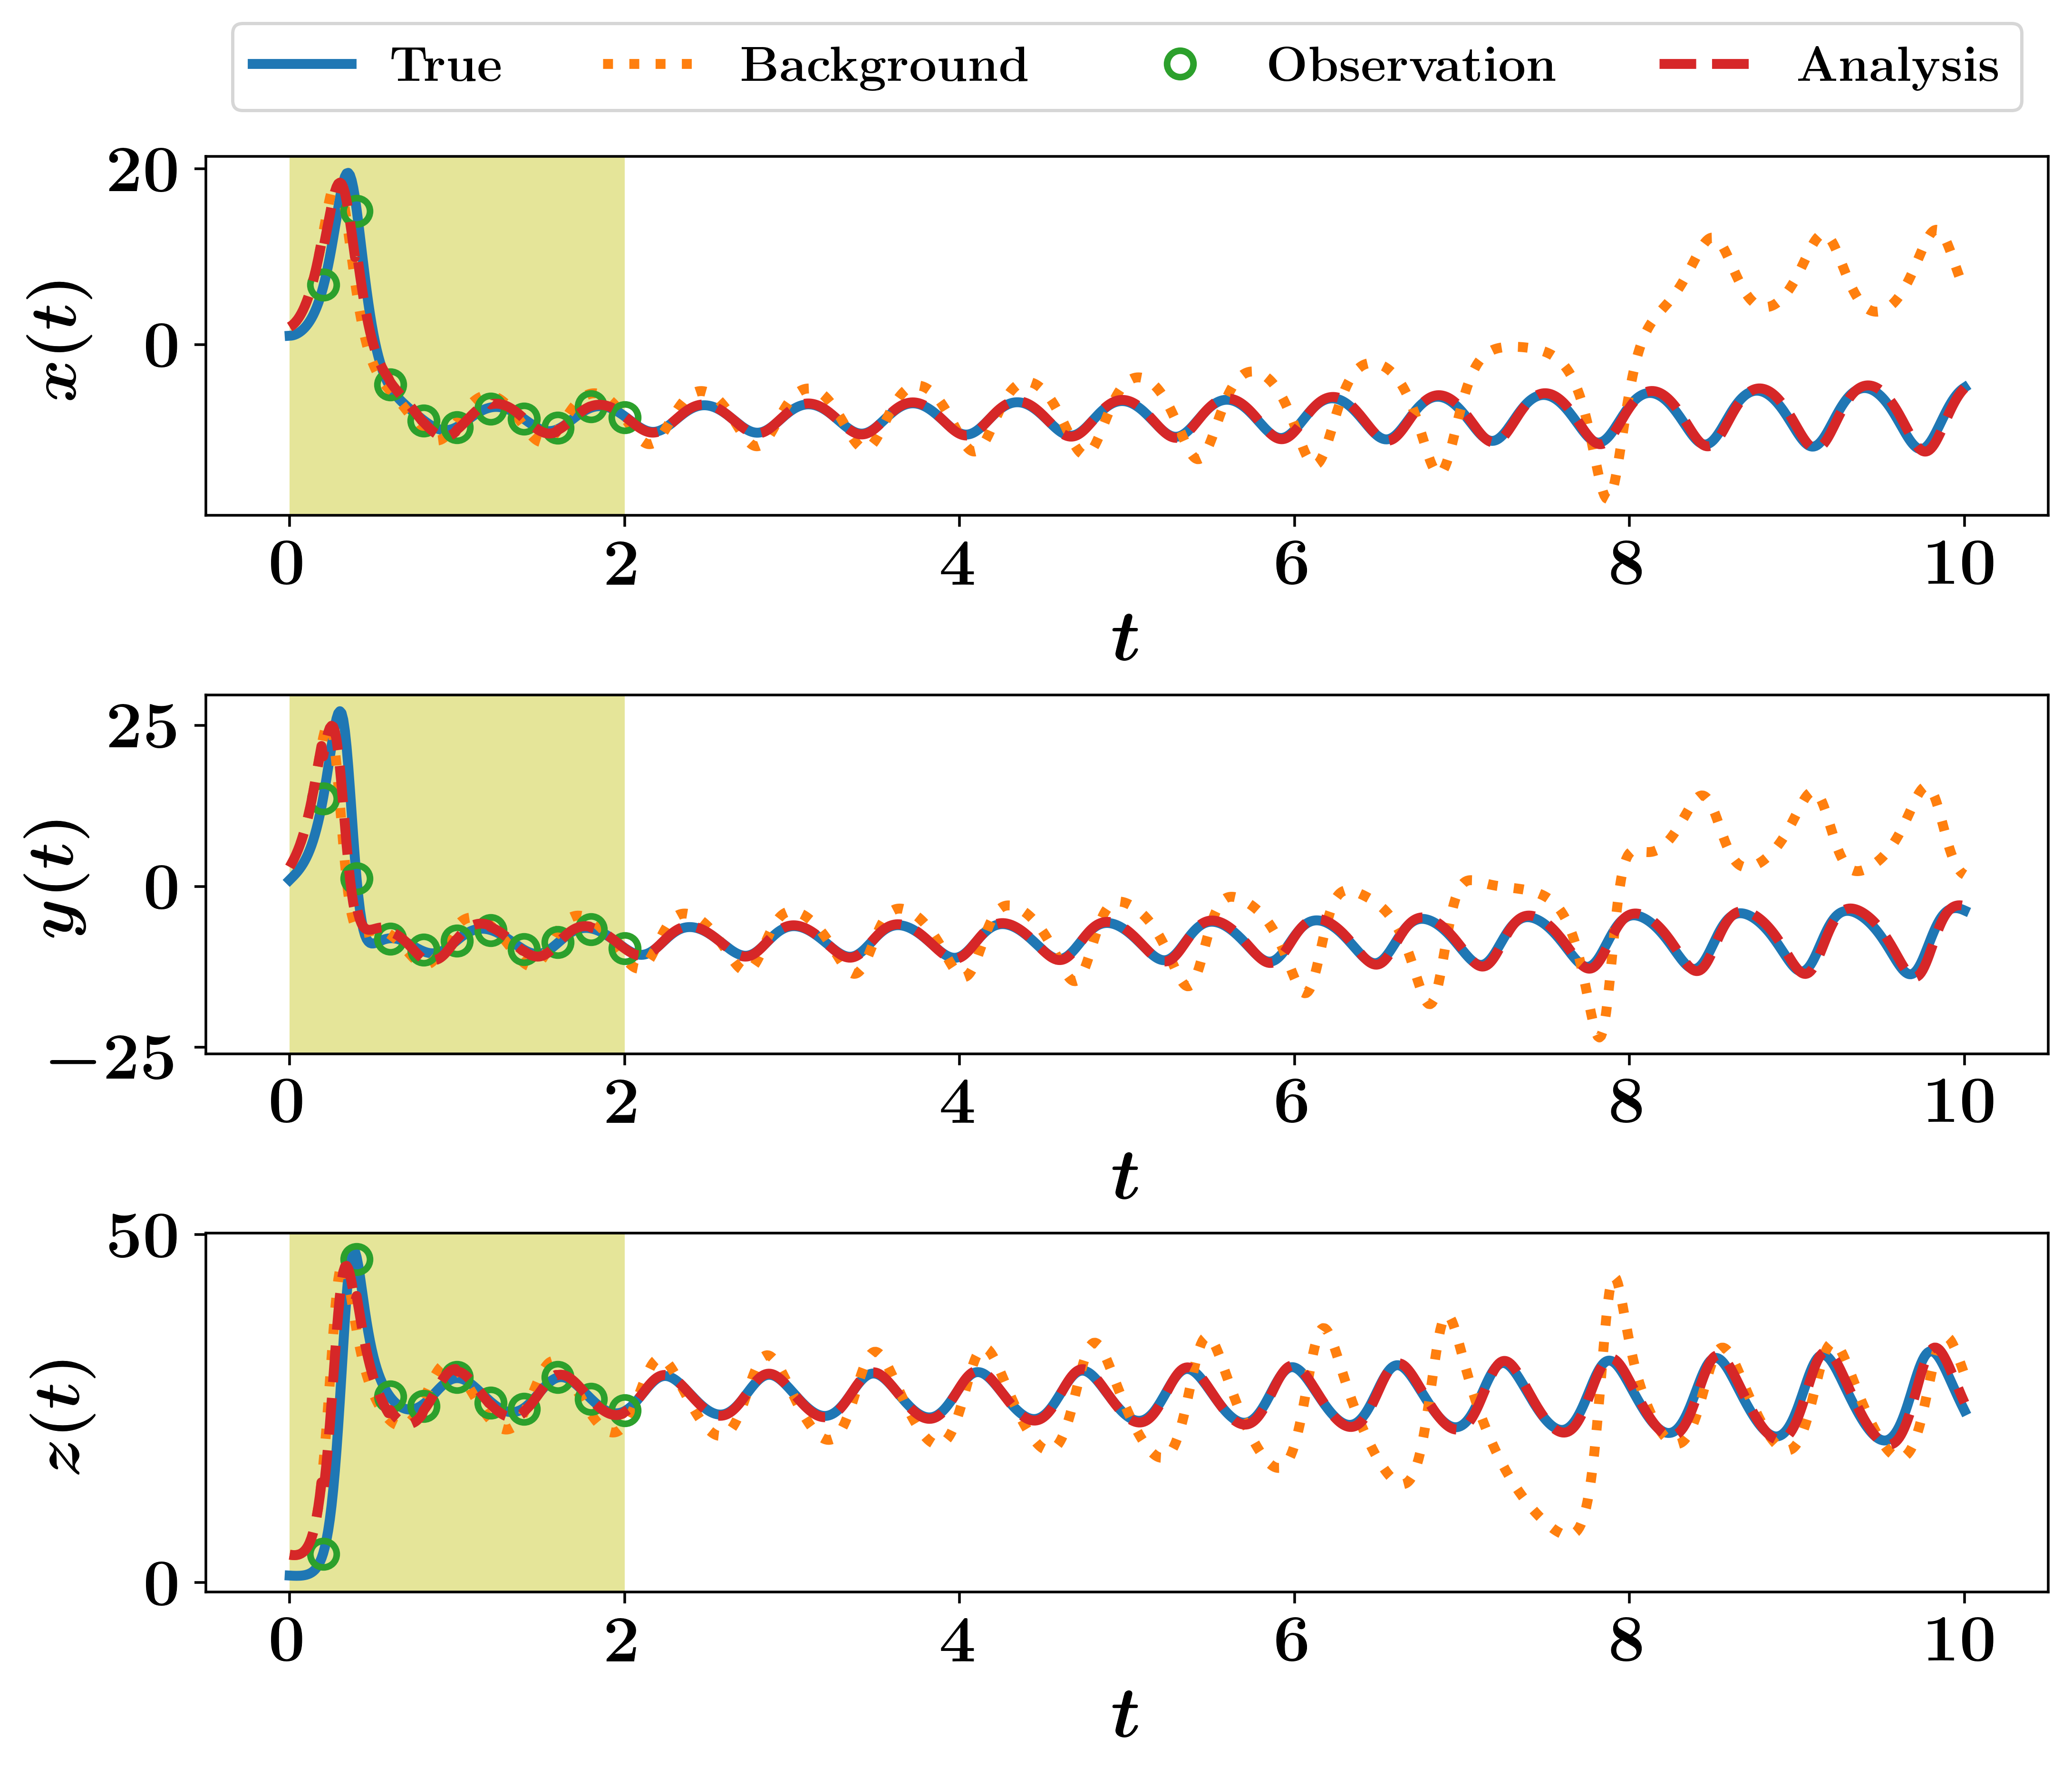 True Background Observation Analysis
20
0
x(t)
0 2 4 6 8 10
t
25
0
−25
y(t)
0 2 4 6 8 10
t
50
0
z(t)
0 2 4 6 8 10
t